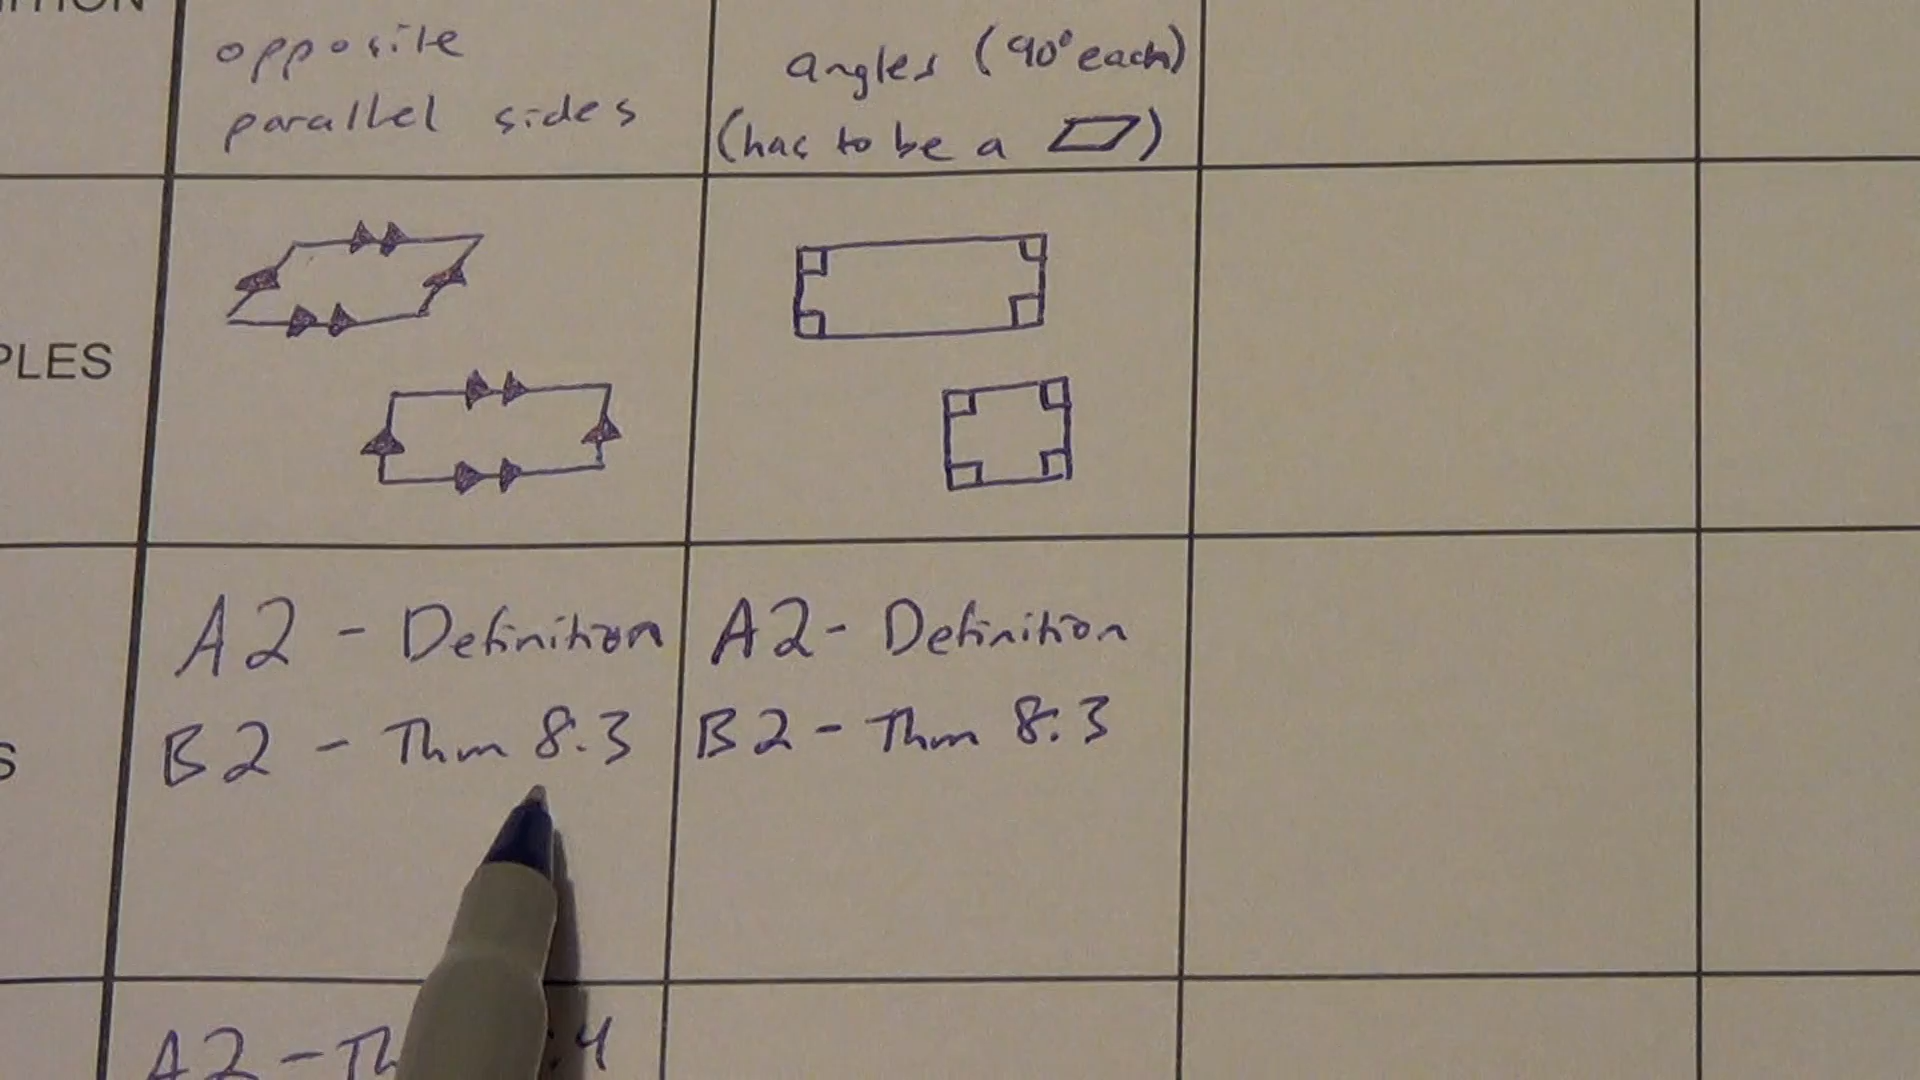 opposite
parallel sides
angles (90° each)
(has to be a ▱)
PLES
A2 - Definition
B2 - Thm 8.3
A2 - Definition
B2 - Thm 8.3
S
A2 - Th
.4